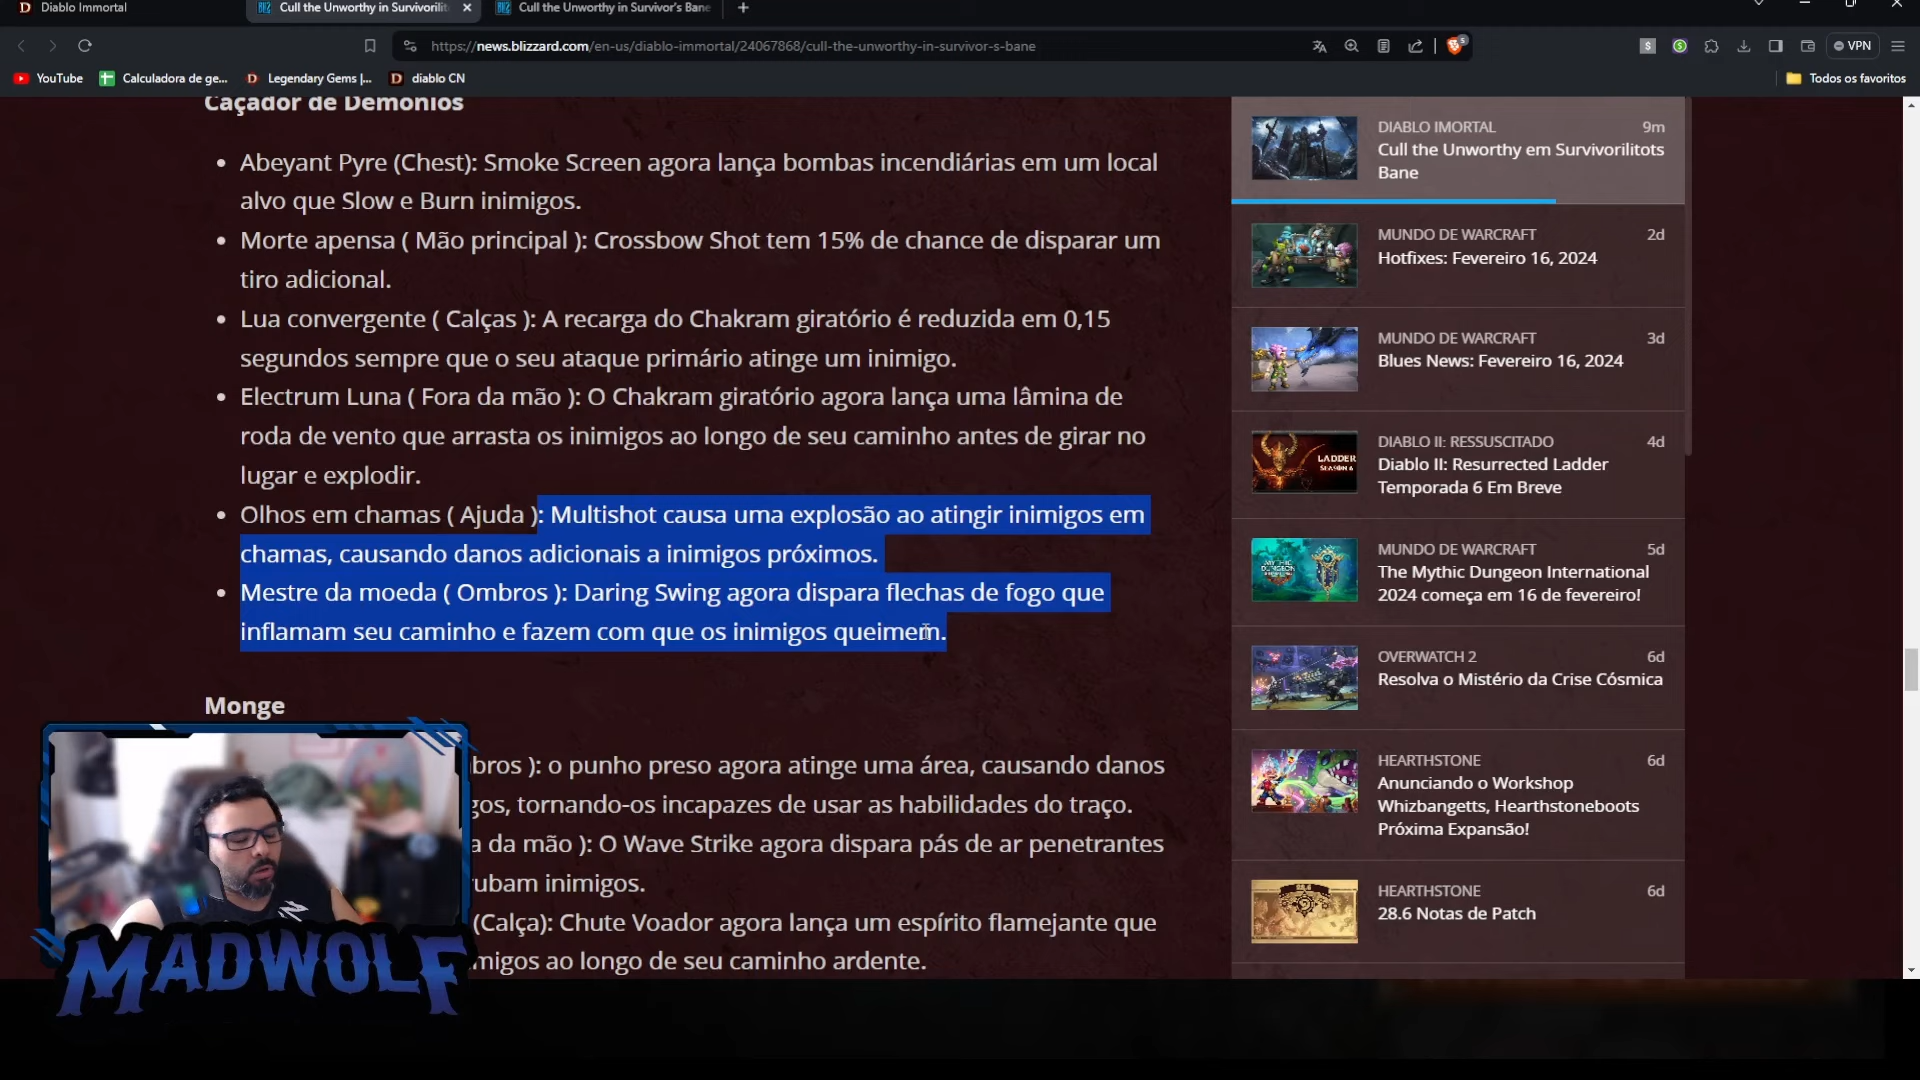 Diablo Immortal
Cull the Unworthy in Survivorilit
Cull the Unworthy in Survivor's Bane
https://news.blizzard.com/en-us/diablo-immortal/24067868/cull-the-unworthy-in-survivor-s-bane
VPN
YouTube
Calculadora de ge...
Legendary Gems |...
diablo CN
Todos os favoritos
Caçador de Demônios
• Abeyant Pyre (Chest): Smoke Screen agora lança bombas incendiárias em um local
alvo que Slow e Burn inimigos.
• Morte apensa ( Mão principal ): Crossbow Shot tem 15% de chance de disparar um
tiro adicional.
• Lua convergente ( Calças ): A recarga do Chakram giratório é reduzida em 0,15
segundos sempre que o seu ataque primário atinge um inimigo.
• Electrum Luna ( Fora da mão ): O Chakram giratório agora lança uma lâmina de
roda de vento que arrasta os inimigos ao longo de seu caminho antes de girar no
lugar e explodir.
• Olhos em chamas ( Ajuda ): Multishot causa uma explosão ao atingir inimigos em
chamas, causando danos adicionais a inimigos próximos.
• Mestre da moeda ( Ombros ): Daring Swing agora dispara flechas de fogo que
inflamam seu caminho e fazem com que os inimigos queimem.
Monge
bros ): o punho preso agora atinge uma área, causando danos
gos, tornando-os incapazes de usar as habilidades do traço.
a da mão ): O Wave Strike agora dispara pás de ar penetrantes
rubam inimigos.
(Calça): Chute Voador agora lança um espírito flamejante que
migos ao longo de seu caminho ardente.
MADWOLF
DIABLO IMORTAL 9m
Cull the Unworthy em Survivorilitots
Bane
MUNDO DE WARCRAFT 2d
Hotfixes: Fevereiro 16, 2024
MUNDO DE WARCRAFT 3d
Blues News: Fevereiro 16, 2024
LADDER
SEASON 6
DIABLO II: RESSUSCITADO 4d
Diablo II: Resurrected Ladder
Temporada 6 Em Breve
MUNDO DE WARCRAFT 5d
The Mythic Dungeon International
2024 começa em 16 de fevereiro!
OVERWATCH 2 6d
Resolva o Mistério da Crise Cósmica
HEARTHSTONE 6d
Anunciando o Workshop
Whizbangetts, Hearthstoneboots
Próxima Expansão!
HEARTHSTONE 6d
28.6 Notas de Patch